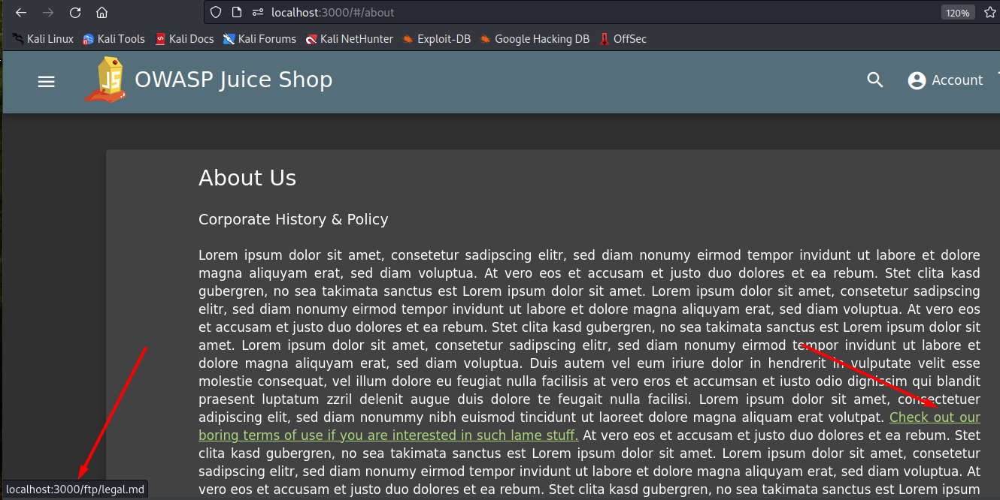 localhost:3000/#/about
120%
Kali Linux Kali Tools Kali Docs Kali Forums Kali NetHunter Exploit-DB Google Hacking DB OffSec
JS OWASP Juice Shop Account
About Us
Corporate History & Policy
Lorem ipsum dolor sit amet, consetetur sadipscing elitr, sed diam nonumy eirmod tempor invidunt ut labore et dolore
magna aliquyam erat, sed diam voluptua. At vero eos et accusam et justo duo dolores et ea rebum. Stet clita kasd
gubergren, no sea takimata sanctus est Lorem ipsum dolor sit amet. Lorem ipsum dolor sit amet, consetetur sadipscing
elitr, sed diam nonumy eirmod tempor invidunt ut labore et dolore magna aliquyam erat, sed diam voluptua. At vero eos
et accusam et justo duo dolores et ea rebum. Stet clita kasd gubergren, no sea takimata sanctus est Lorem ipsum dolor sit
amet. Lorem ipsum dolor sit amet, consetetur sadipscing elitr, sed diam nonumy eirmod tempor invidunt ut labore et
dolore magna aliquyam erat, sed diam voluptua. Duis autem vel eum iriure dolor in hendrerit in vulputate velit esse
molestie consequat, vel illum dolore eu feugiat nulla facilisis at vero eros et accumsan et iusto odio dignissim qui blandit
praesent luptatum zzril delenit augue duis dolore te feugait nulla facilisi. Lorem ipsum dolor sit amet, consectetuer
adipiscing elit, sed diam nonummy nibh euismod tincidunt ut laoreet dolore magna aliquam erat volutpat. Check out our
boring terms of use if you are interested in such lame stuff. At vero eos et accusam et justo duo dolores et ea rebum. Stet
clita kasd gubergren, no sea takimata sanctus est Lorem ipsum dolor sit amet. Lorem ipsum dolor sit amet, consetetur
sadipscing elitr, sed diam nonumy eirmod tempor invidunt ut labore et dolore magna aliquyam erat, sed diam voluptua. At
vero eos et accusam et justo duo dolores et ea rebum. Stet clita kasd gubergren, no sea takimata sanctus est Lorem ipsum
localhost:3000/ftp/legal.md